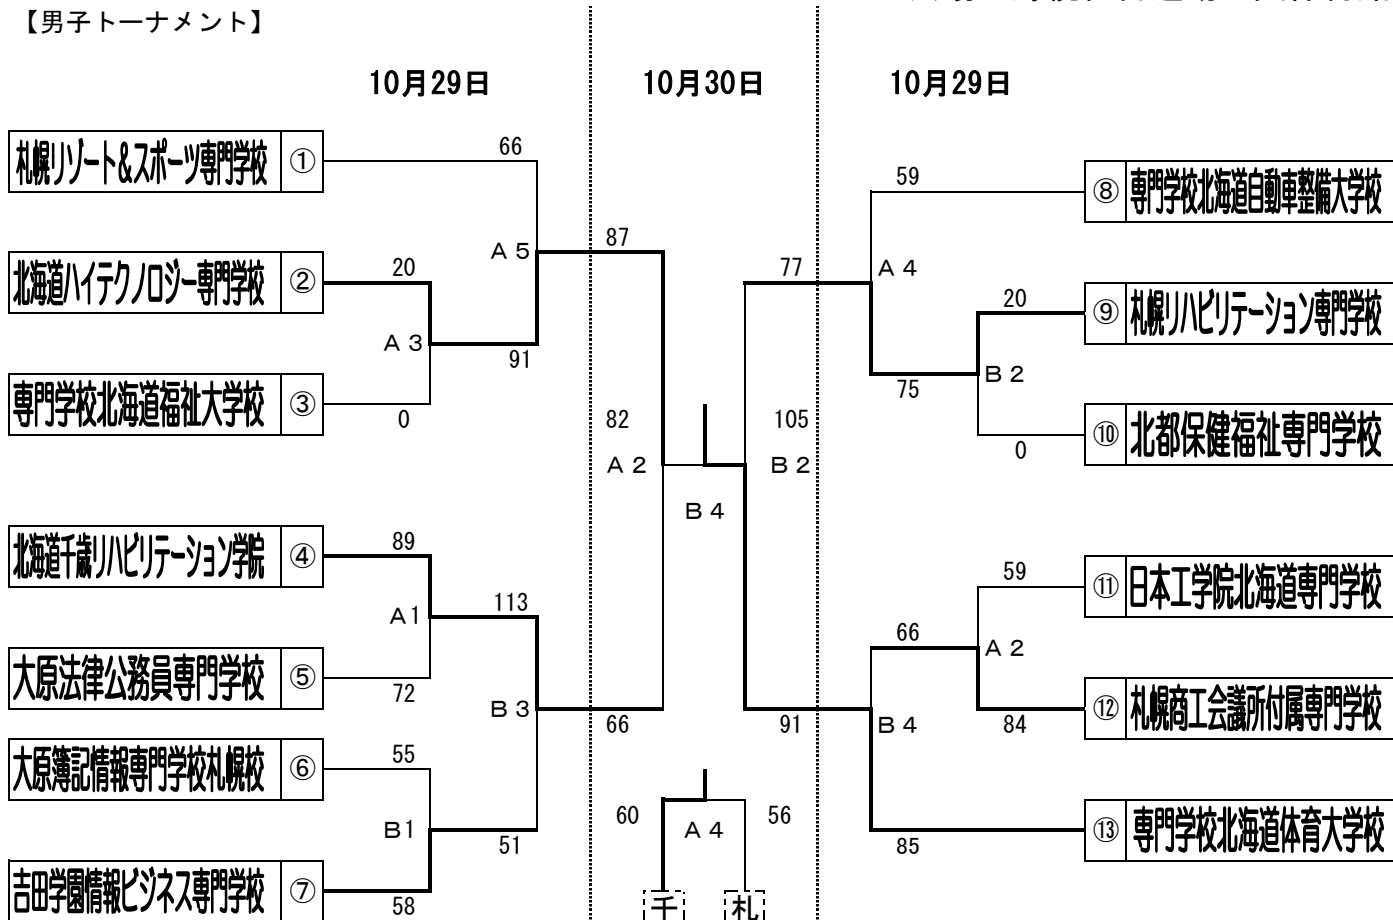 【男子トーナメント】
10月29日
10月30日
10月29日
札幌リゾート＆スポーツ専門学校 ①
66
北海道ハイテクノロジー専門学校 ②
20
A 5
A 3
91
専門学校北海道福祉大学校 ③
0
北海道千歳リハビリテーション学院 ④
89
A1
113
大原法律公務員専門学校 ⑤
72
B 3
大原簿記情報専門学校札幌校 ⑥
55
B1
51
吉田学園情報ビジネス専門学校 ⑦
58
87
77
82
105
A 2
B 2
B 4
66
91
60
A 4
56
千
札
59
⑧ 専門学校北海道自動車整備大学校
A 4
20
⑨ 札幌リハビリテーション専門学校
75
B 2
⑩ 北都保健福祉専門学校
0
59
⑪ 日本工学院北海道専門学校
66
A 2
⑫ 札幌商工会議所付属専門学校
B 4
84
⑬ 専門学校北海道体育大学校
85